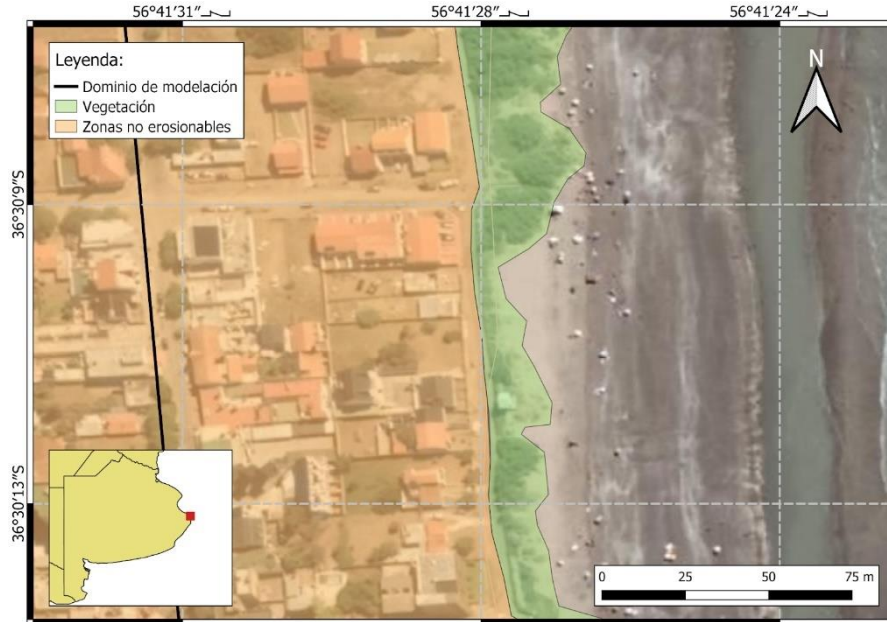 56°41'31"
56°41'28"
56°41'24"
Leyenda:
Dominio de modelación
Vegetación
Zonas no erosionables
N
36°30'9"S
36°30'13"S
0 25 50 75 m